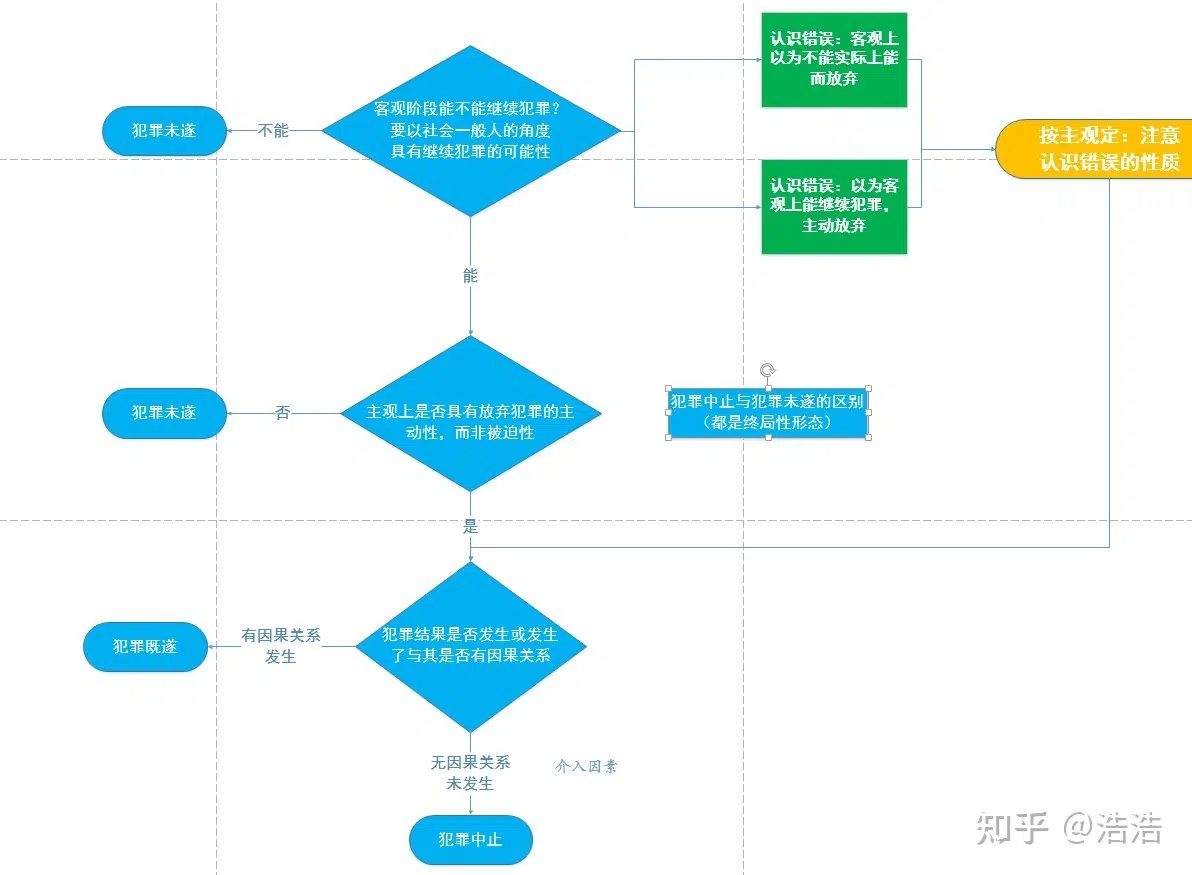 认识错误：客观上
以为不能实际上能
而放弃
客观阶段能不能继续犯罪？
要以社会一般人的角度
具有继续犯罪的可能性
犯罪未遂
不能
按主观定：注意
认识错误的性质
认识错误：以为客
观上能继续犯罪，
主动放弃
能
主观上是否具有放弃犯罪的主
动性，而非被迫性
犯罪未遂
否
犯罪中止与犯罪未遂的区别
（都是终局性形态）
是
犯罪结果是否发生或发生
了与其是否有因果关系
犯罪既遂
有因果关系
发生
无因果关系
未发生
介入因素
犯罪中止
知乎 @浩浩